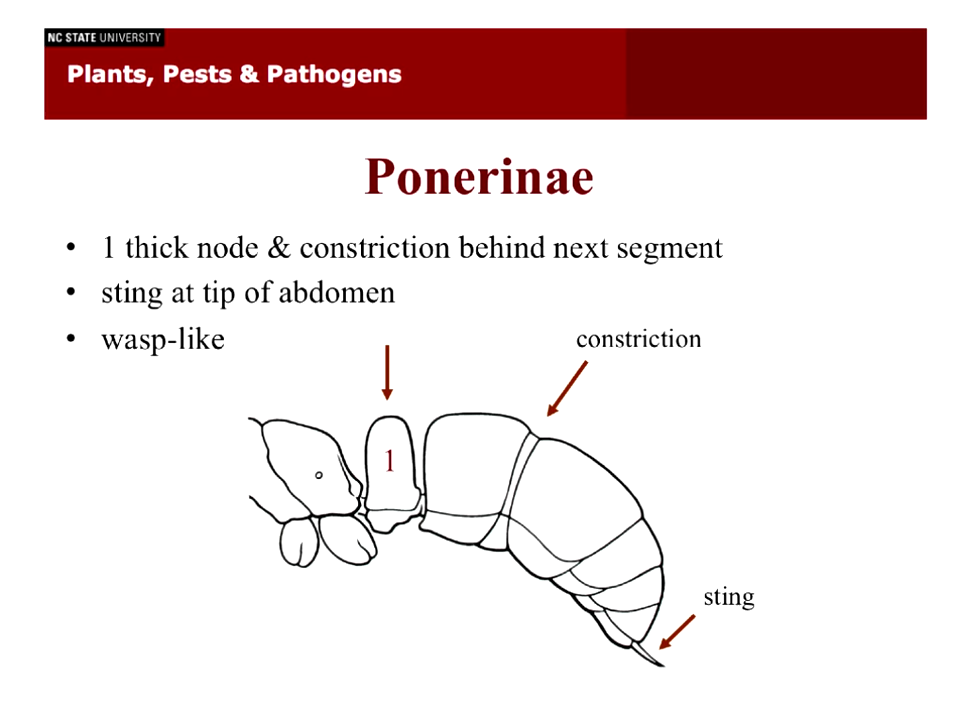 NC STATE UNIVERSITY
Plants, Pests & Pathogens
Ponerinae
• 1 thick node & constriction behind next segment
• sting at tip of abdomen
• wasp-like
constriction
1
sting